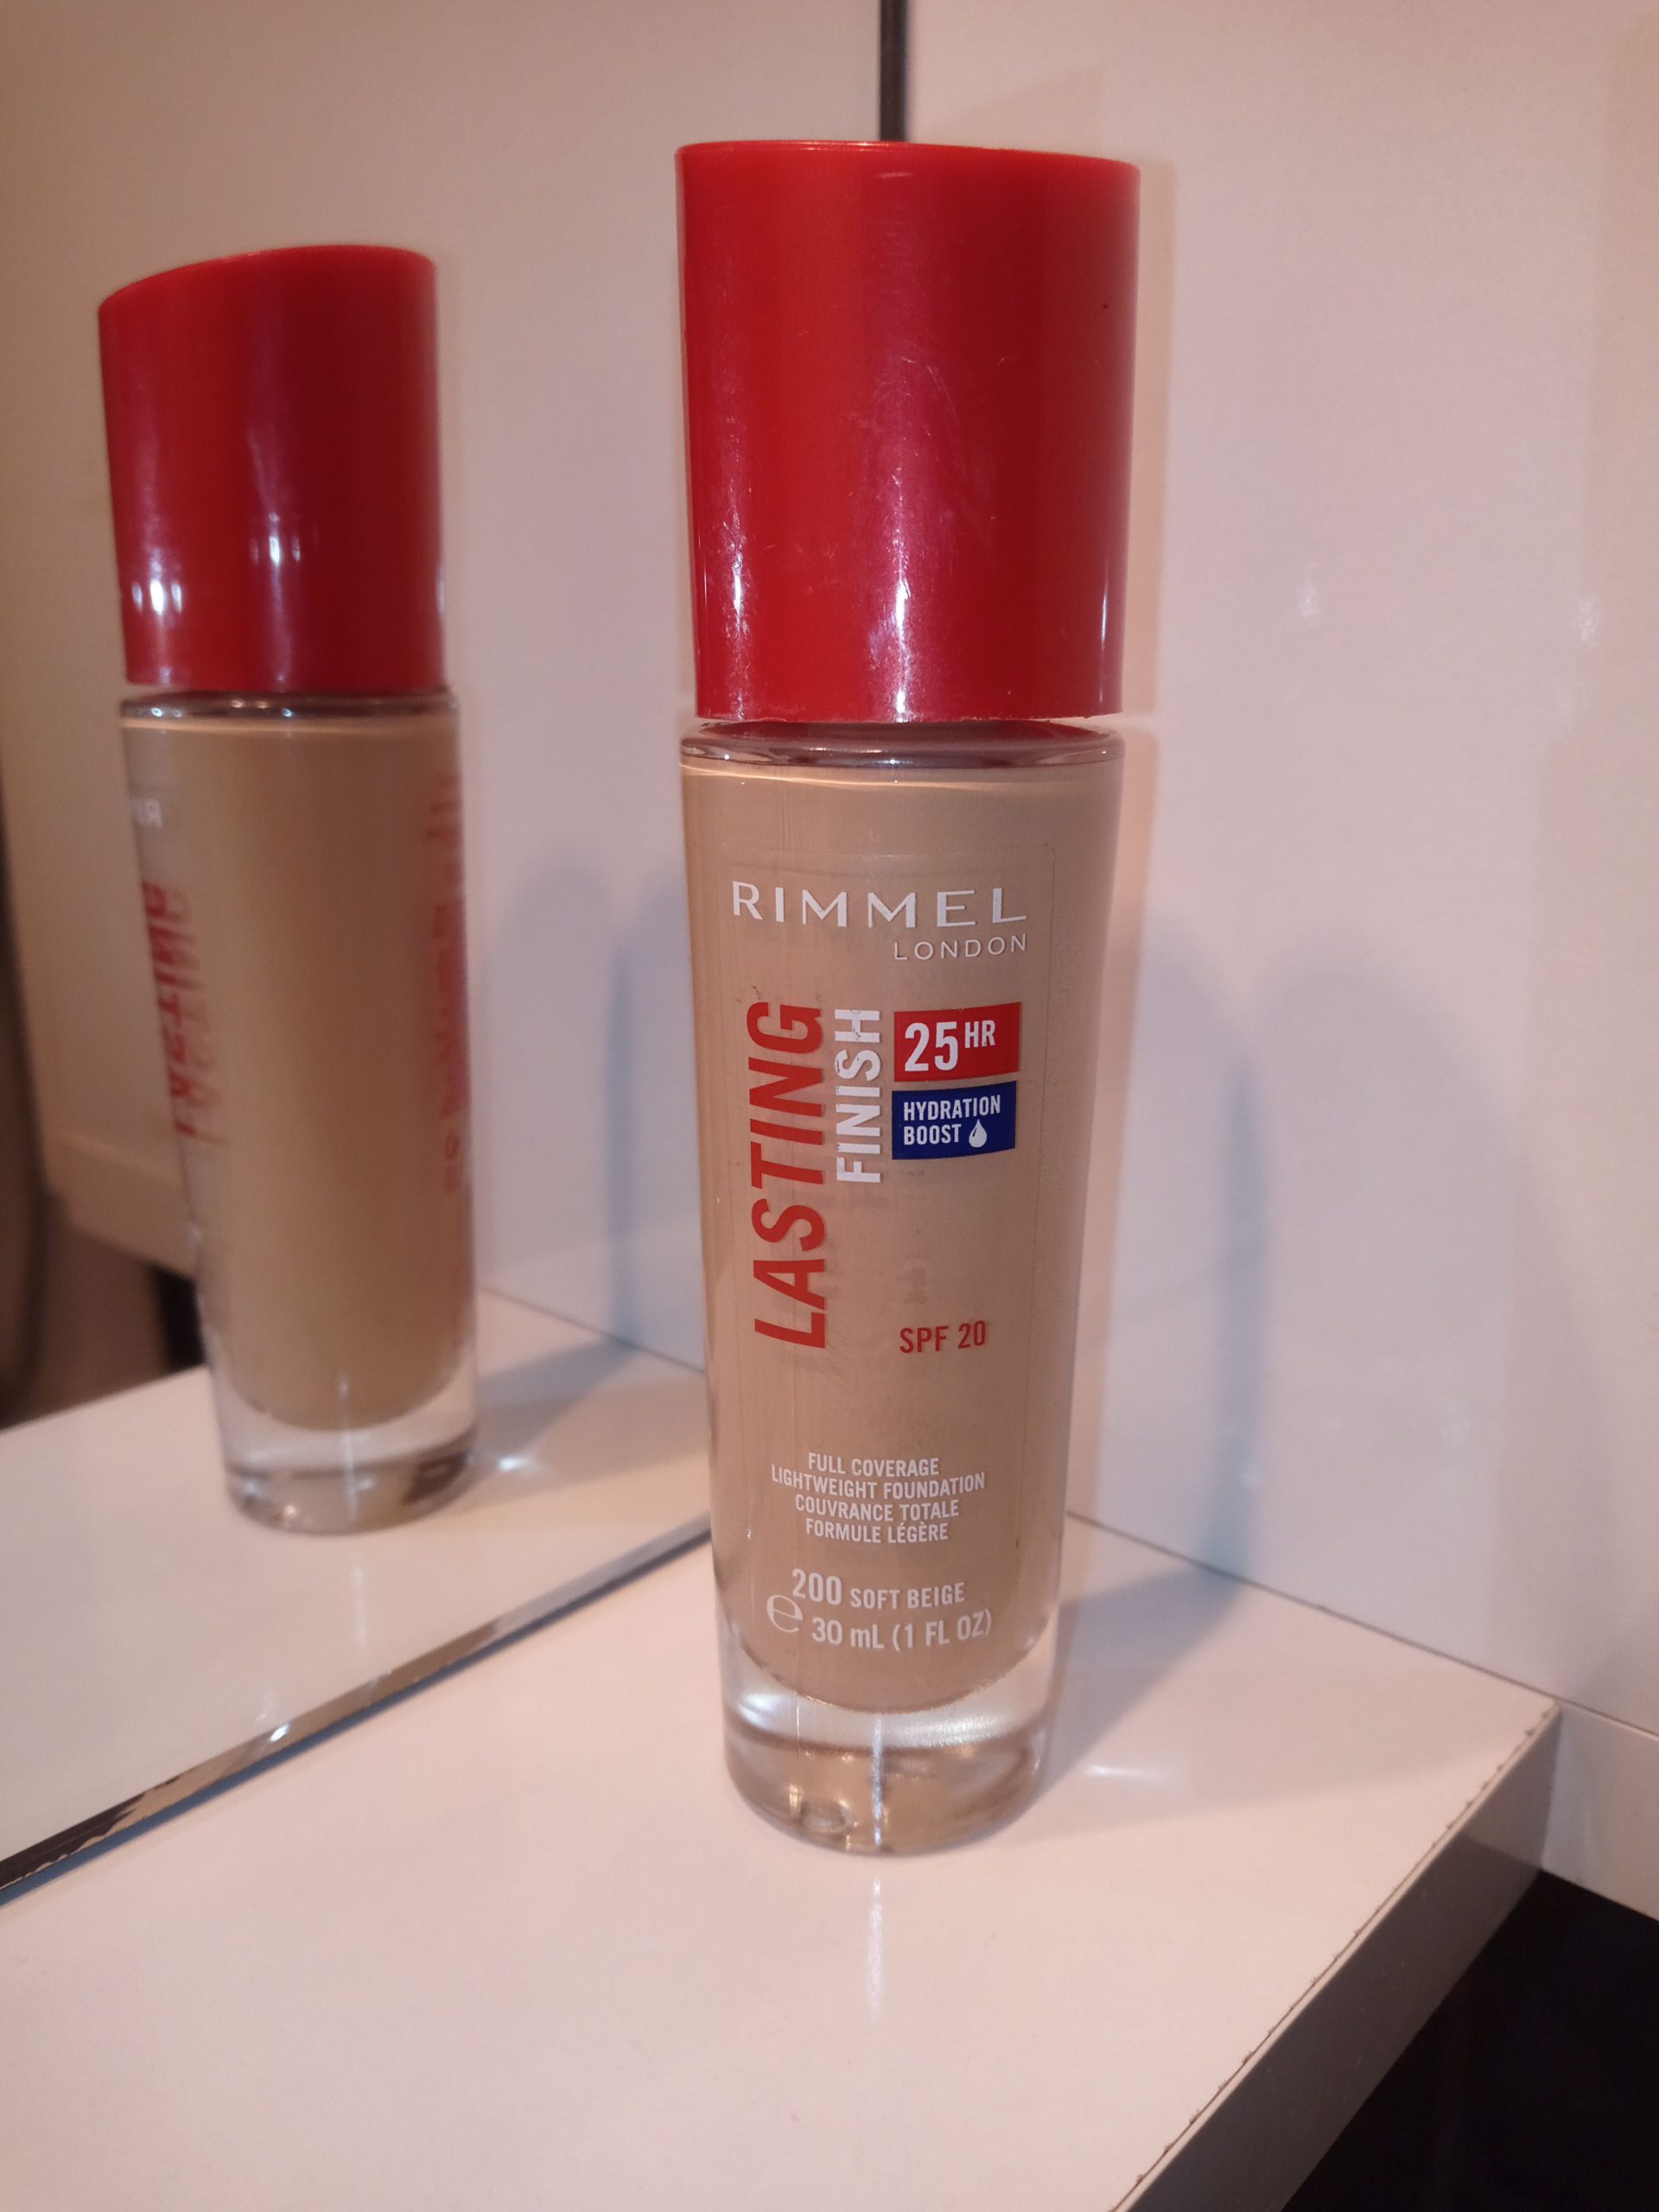 RIMMEL
LONDON
LASTING
FINISH
25HR
HYDRATION
BOOST
SPF 20
FULL COVERAGE
LIGHTWEIGHT FOUNDATION
COUVRANCE TOTALE
FORMULE LÉGÈRE
200 SOFT BEIGE
e 30 mL (1 FL OZ)